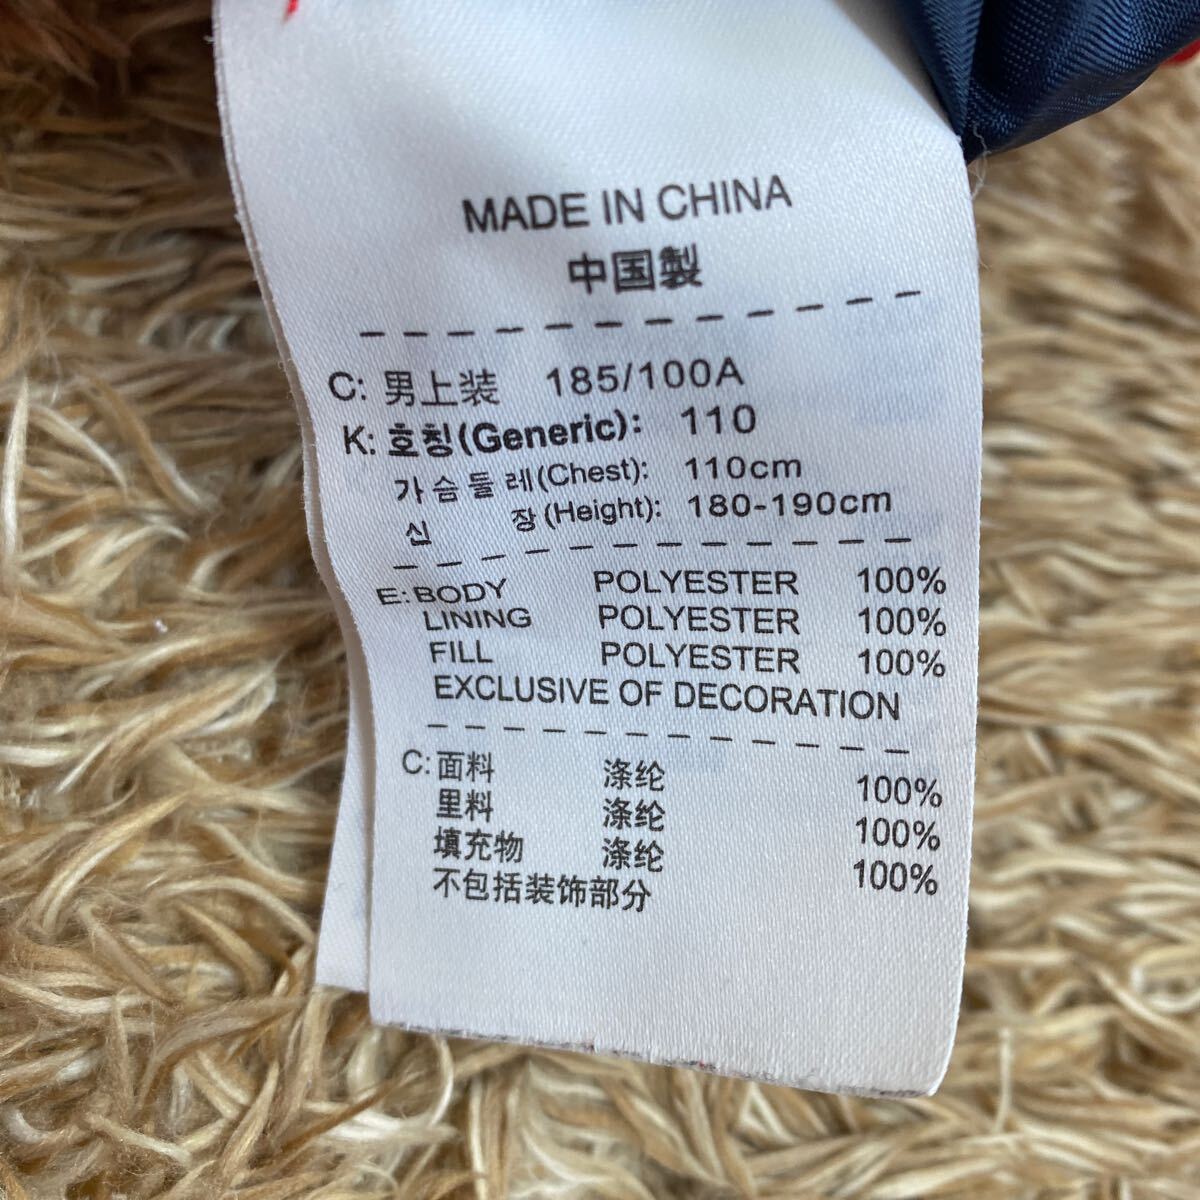 MADE IN CHINA
中国製
C: 男上装 185/100A
K: 호칭(Generic): 110
가슴둘레(Chest): 110cm
신 장(Height): 180-190cm
E: BODY POLYESTER 100%
LINING POLYESTER 100%
FILL POLYESTER 100%
EXCLUSIVE OF DECORATION
C: 面料 涤纶 100%
里料 涤纶 100%
填充物 涤纶 100%
不包括装饰部分